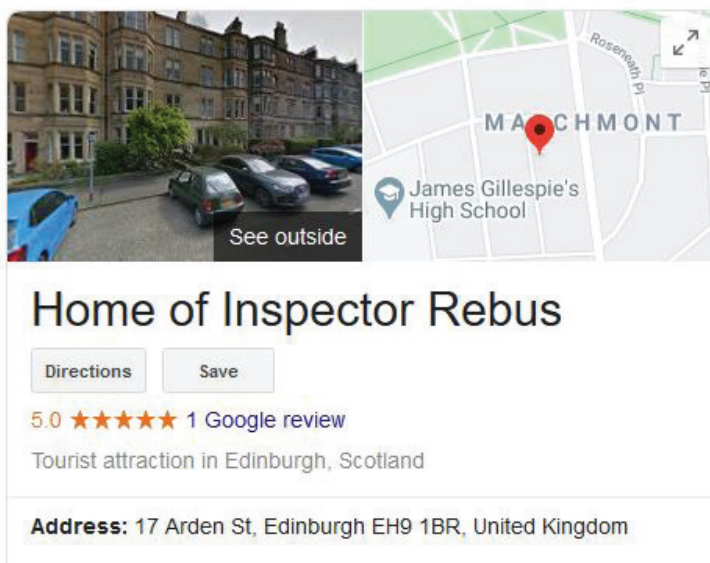 Roseneath Pl
MARCHMONT
James Gillespie's
High School
See outside
Home of Inspector Rebus
Directions
Save
5.0 ★★★★★ 1 Google review
Tourist attraction in Edinburgh, Scotland
Address: 17 Arden St, Edinburgh EH9 1BR, United Kingdom